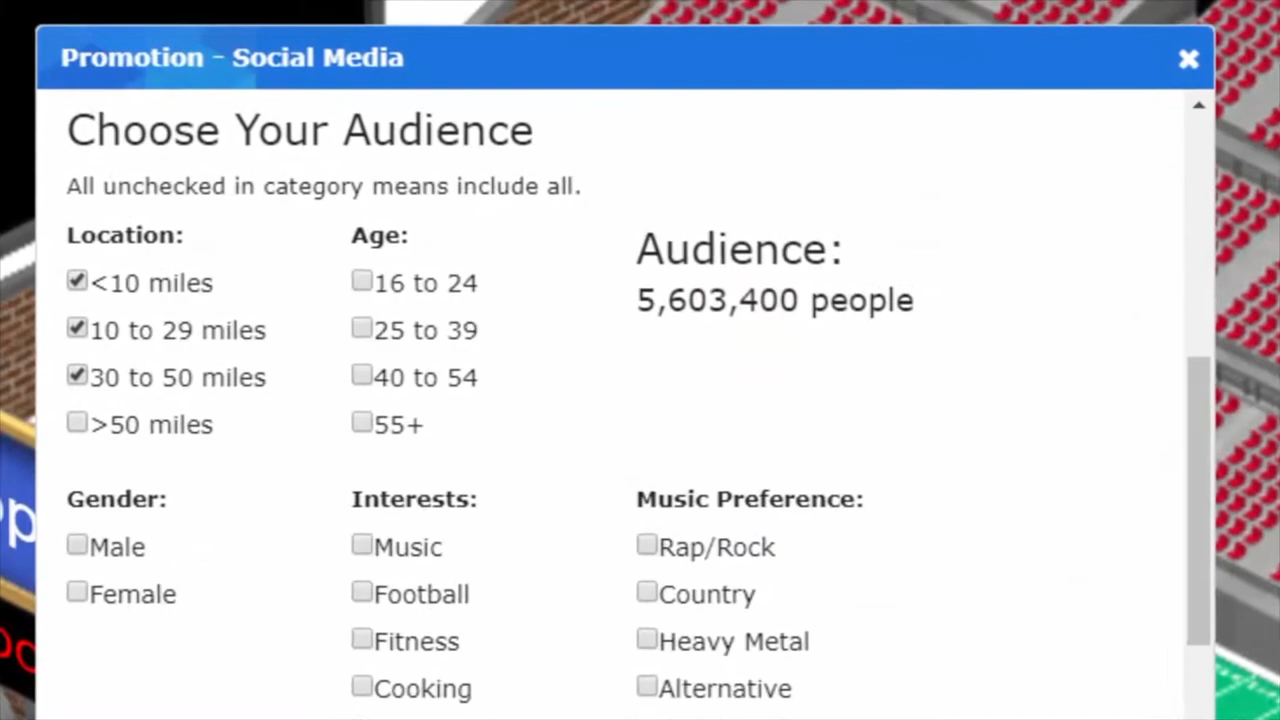 Promotion - Social Media
Choose Your Audience
All unchecked in category means include all.
Location:
<10 miles
10 to 29 miles
30 to 50 miles
>50 miles
Age:
16 to 24
25 to 39
40 to 54
55+
Audience:
5,603,400 people
Gender:
Male
Female
Interests:
Music
Football
Fitness
Cooking
Music Preference:
Rap/Rock
Country
Heavy Metal
Alternative